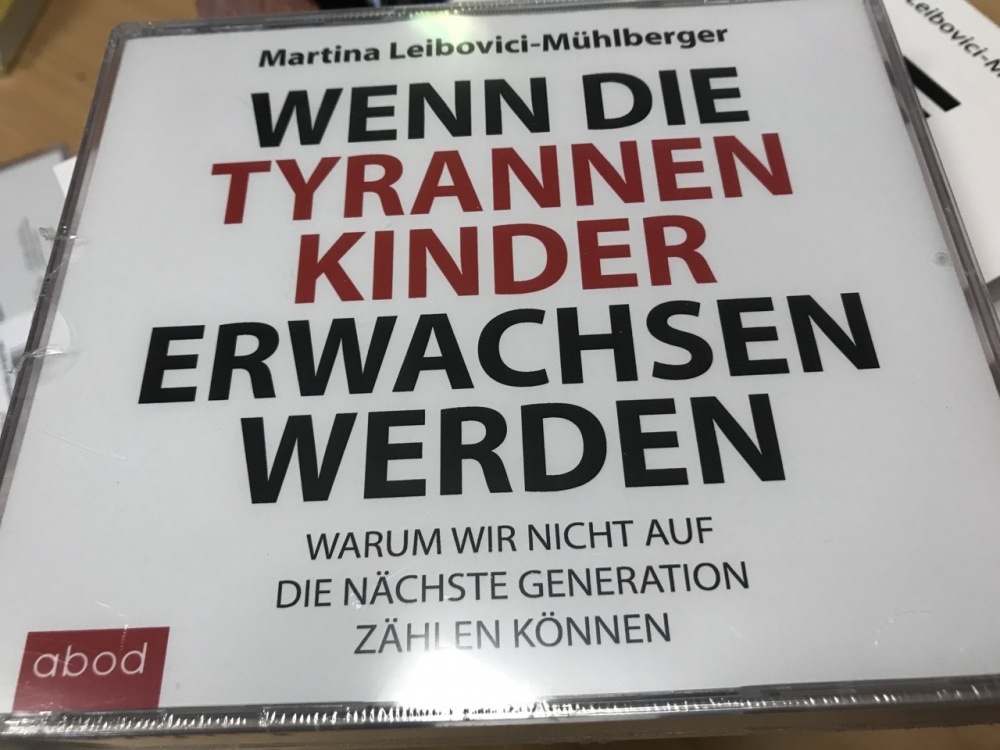 Martina Leibovici-Mühlberger
WENN DIE
TYRANNEN
KINDER
ERWACHSEN
WERDEN
WARUM WIR NICHT AUF
DIE NÄCHSTE GENERATION
ZÄHLEN KÖNNEN
abod
Leibovici-M